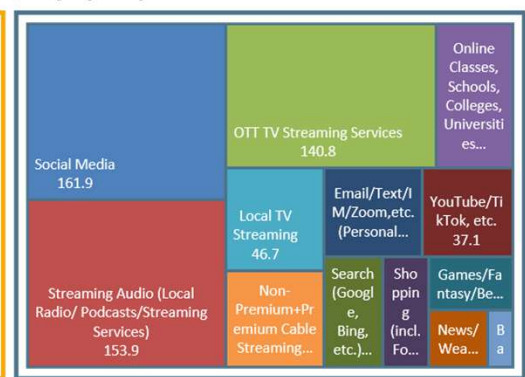 Social Media
161.9
Streaming Audio (Local
Radio/ Podcasts/Streaming
Services)
153.9
OTT TV Streaming Services
140.8
Online
Classes,
Schools,
Colleges,
Universiti
es...
Local TV
Streaming
46.7
Non-
Premium+Pr
emium Cable
Streaming...
Email/Text/I
M/Zoom,etc.
(Personal...
YouTube/Ti
kTok, etc.
37.1
Search
(Googl
e,
Bing,
etc.)...
Sho
ppin
g
(incl.
Fo...
Games/Fa
ntasy/Be...
News/
Wea...
B
a